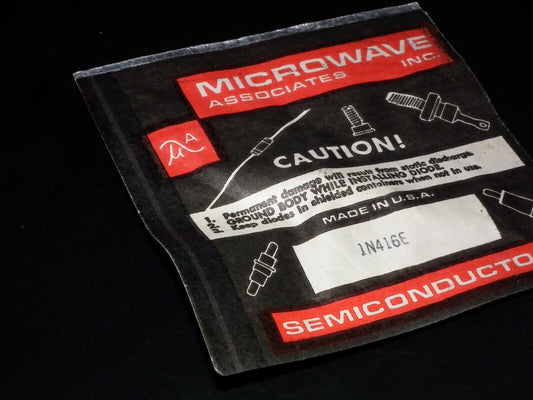 MICROWAVE
ASSOCIATES INC.
µA
CAUTION!
1. Permanent damage will result from static discharge.
GROUND BODY WHILE INSTALLING DIODE.
2. Keep diodes in shielded containers when not in use.
MADE IN U.S.A.
1N416E
SEMICONDUCTO